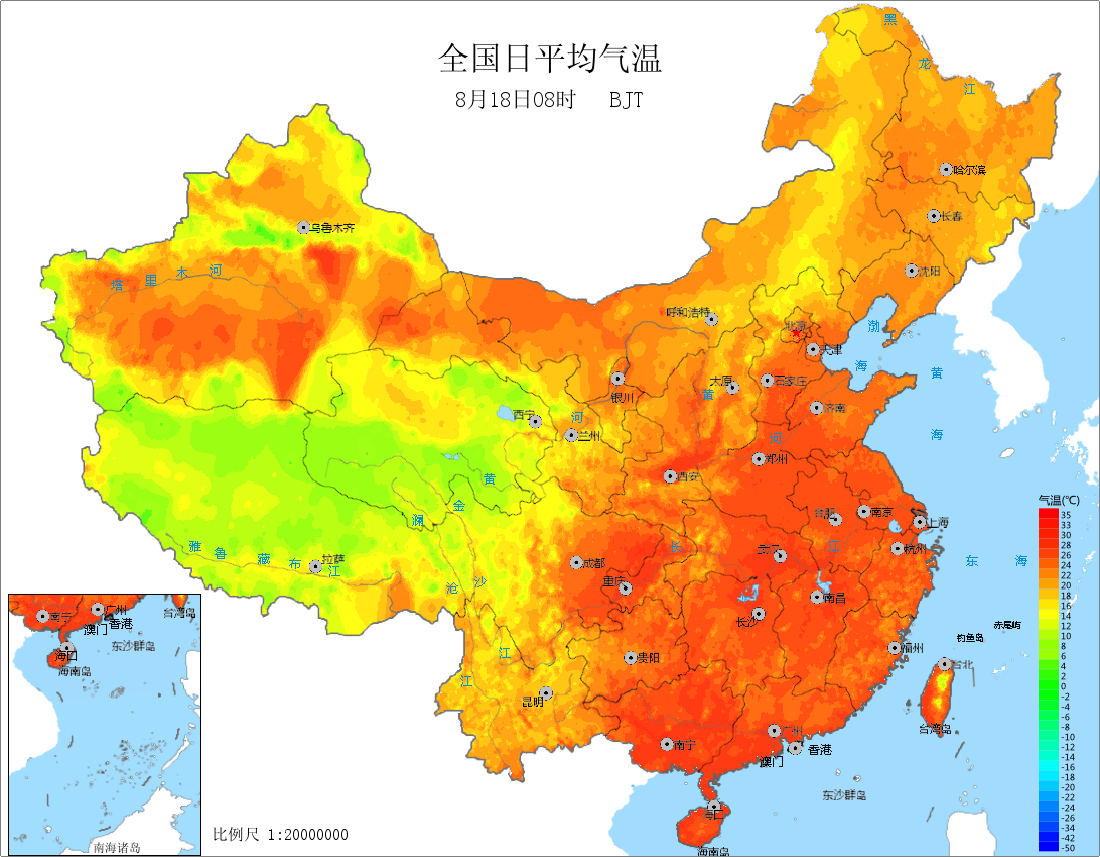 全国日平均气温
8月18日08时 BJT
黑
龙
江
哈尔滨
长春
沈阳
乌鲁木齐
塔 里 木 河
呼和浩特
北京
天津
渤
海
黄
海
银川
太原
石家庄
黄
济南
河
西宁
河
兰州
郑州
西安
黄
金
澜
合肥
南京
上海
杭州
江
东 海
雅 鲁 藏 布 江
拉萨
沧 沙
成都
重庆
长
武汉
南昌
长沙
赤尾屿
钓鱼岛
福州
台北
台湾岛
贵阳
江
江
昆明
南宁
广州
香港
澳门
东沙群岛
海口
海南岛
南宁
广州
香港
澳门
台湾岛
东沙群岛
海口
海南岛
南海诸岛
比例尺 1:20000000
气温(℃)
35
33
30
28
26
24
22
20
18
16
14
12
10
8
6
4
2
0
-2
-4
-6
-8
-10
-12
-14
-16
-18
-20
-22
-24
-26
-34
-42
-50